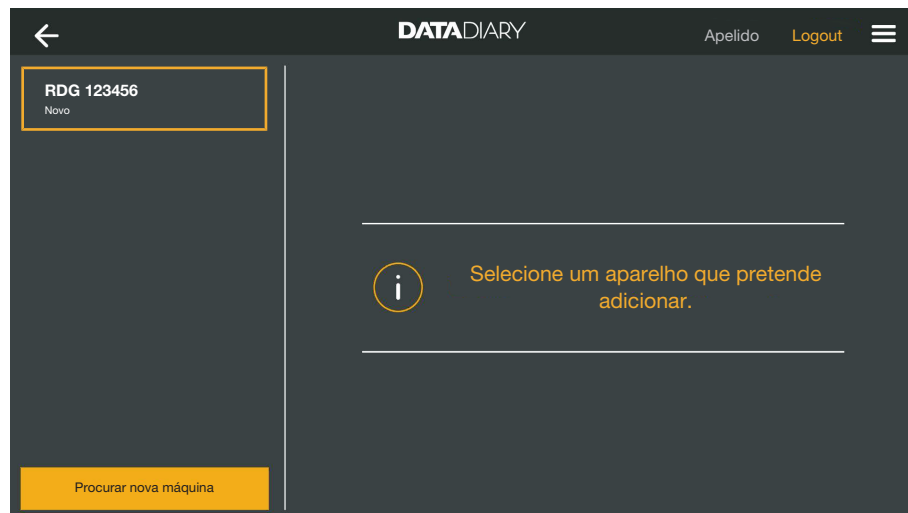 DATADIARY
Apelido
Logout
RDG 123456
Novo
Selecione um aparelho que pretende
adicionar.
Procurar nova máquina